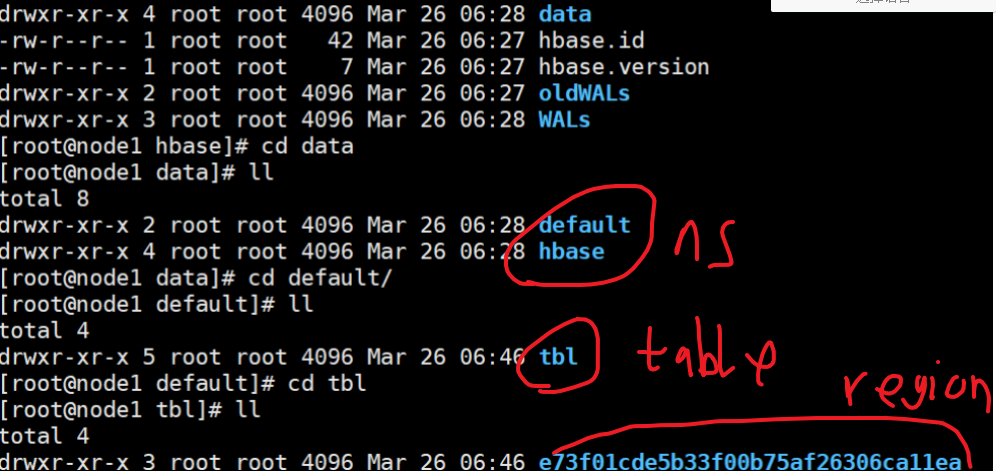 drwxr-xr-x 4 root root 4096 Mar 26 06:28 data
-rw-r--r-- 1 root root   42 Mar 26 06:27 hbase.id
-rw-r--r-- 1 root root    7 Mar 26 06:27 hbase.version
drwxr-xr-x 2 root root 4096 Mar 26 06:27 oldWALs
drwxr-xr-x 3 root root 4096 Mar 26 06:28 WALs
[root@node1 hbase]# cd data
[root@node1 data]# ll
total 8
drwxr-xr-x 2 root root 4096 Mar 26 06:28 default
drwxr-xr-x 4 root root 4096 Mar 26 06:28 hbase
ns
[root@node1 data]# cd default/
[root@node1 default]# ll
total 4
drwxr-xr-x 5 root root 4096 Mar 26 06:46 tbl
table
[root@node1 default]# cd tbl
region
[root@node1 tbl]# ll
total 4
drwxr-xr-x 3 root root 4096 Mar 26 06:46 e73f01cde5b33f00b75af26306ca11ea